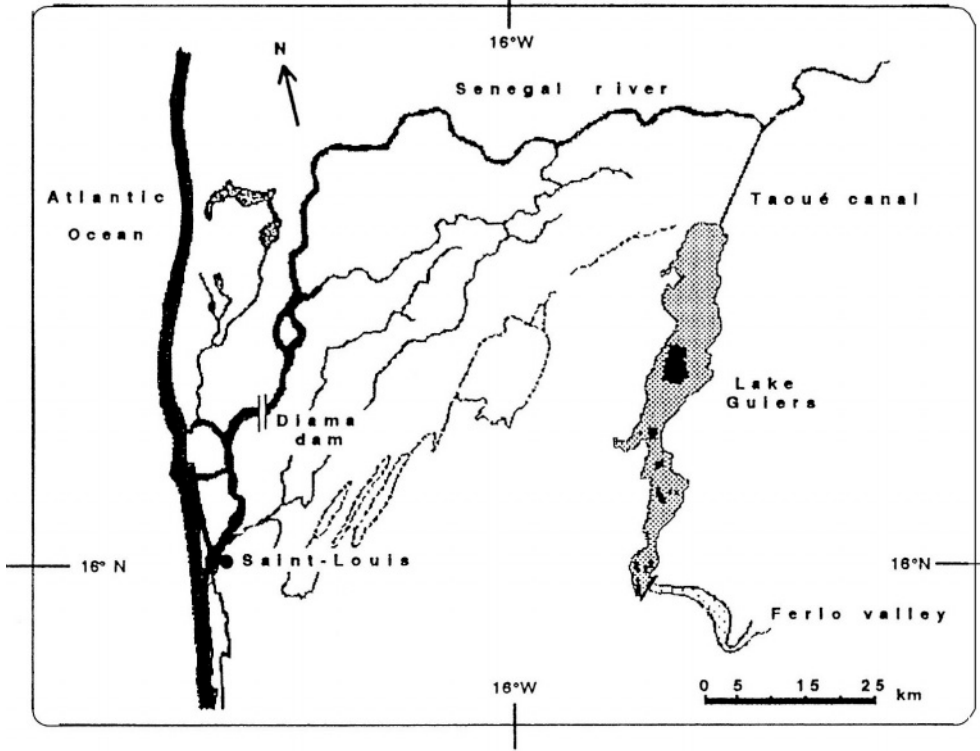 16°W
N
Senegal river
Atlantic
Ocean
Taoué canal
Lake
Guiers
Diama
dam
Saint-Louis
16° N
16°N
Ferlo valley
16°W
0 5 15 25 km